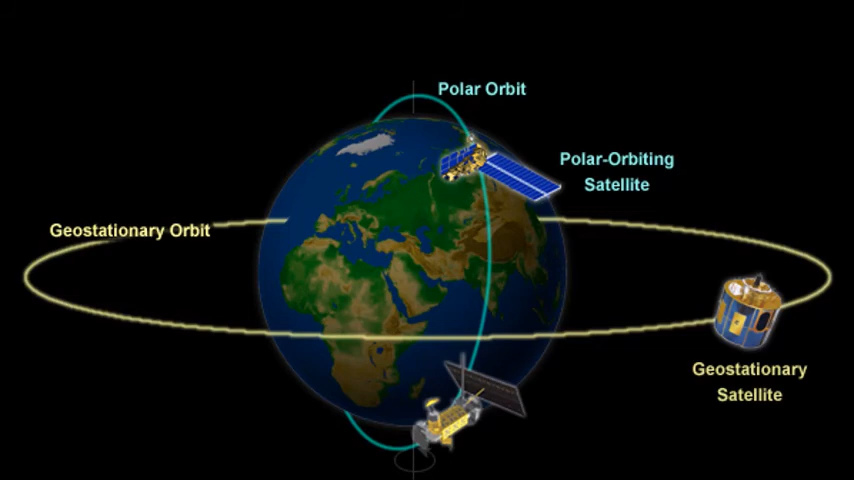 Polar Orbit
Polar-Orbiting
Satellite
Geostationary Orbit
Geostationary
Satellite